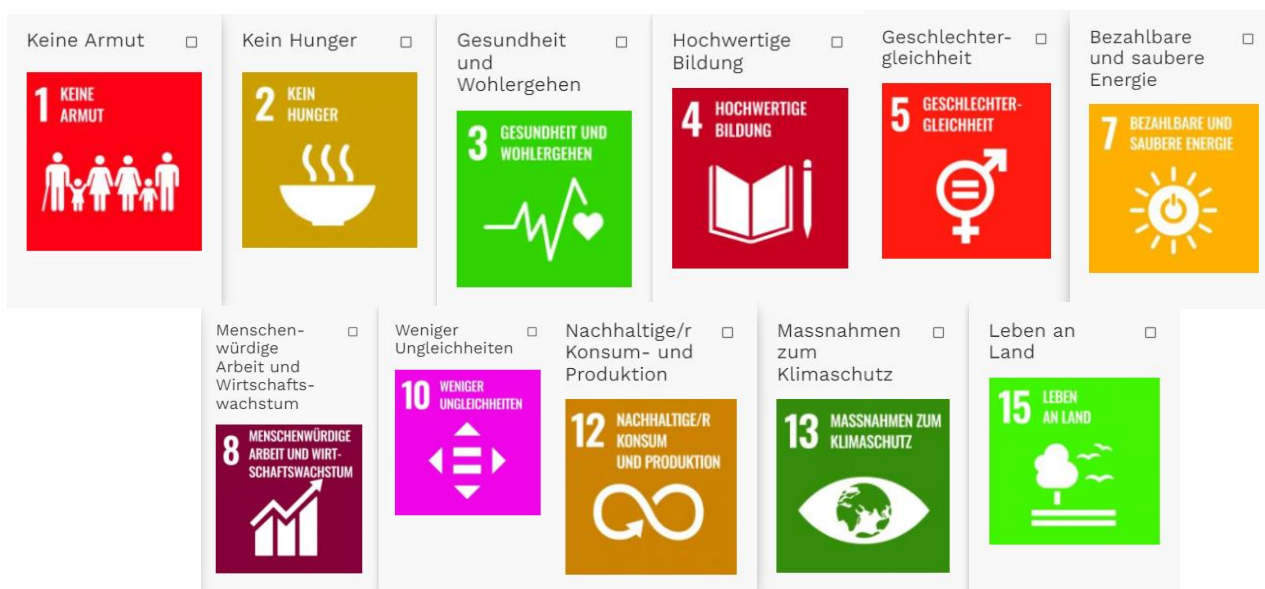 Keine Armut
1 KEINE
ARMUT
Kein Hunger
2 KEIN
HUNGER
Gesundheit
und
Wohlergehen
3 GESUNDHEIT UND
WOHLERGEHEN
Hochwertige
Bildung
4 HOCHWERTIGE
BILDUNG
Geschlechter-
gleichheit
5 GESCHLECHTER-
GLEICHHEIT
Bezahlbare
und saubere
Energie
7 BEZAHLBARE UND
SAUBERE ENERGIE
Menschen-
würdige
Arbeit und
Wirtschafts-
wachstum
8 MENSCHENWÜRDIGE
ARBEIT UND WIRT-
SCHAFTSWACHSTUM
Weniger
Ungleichheiten
10 WENIGER
UNGLEICHHEITEN
Nachhaltige/r
Konsum- und
Produktion
12 NACHHALTIGE/R
KONSUM
UND PRODUKTION
Massnahmen
zum
Klimaschutz
13 MASSNAHMEN ZUM
KLIMASCHUTZ
Leben an
Land
15 LEBEN
AN LAND